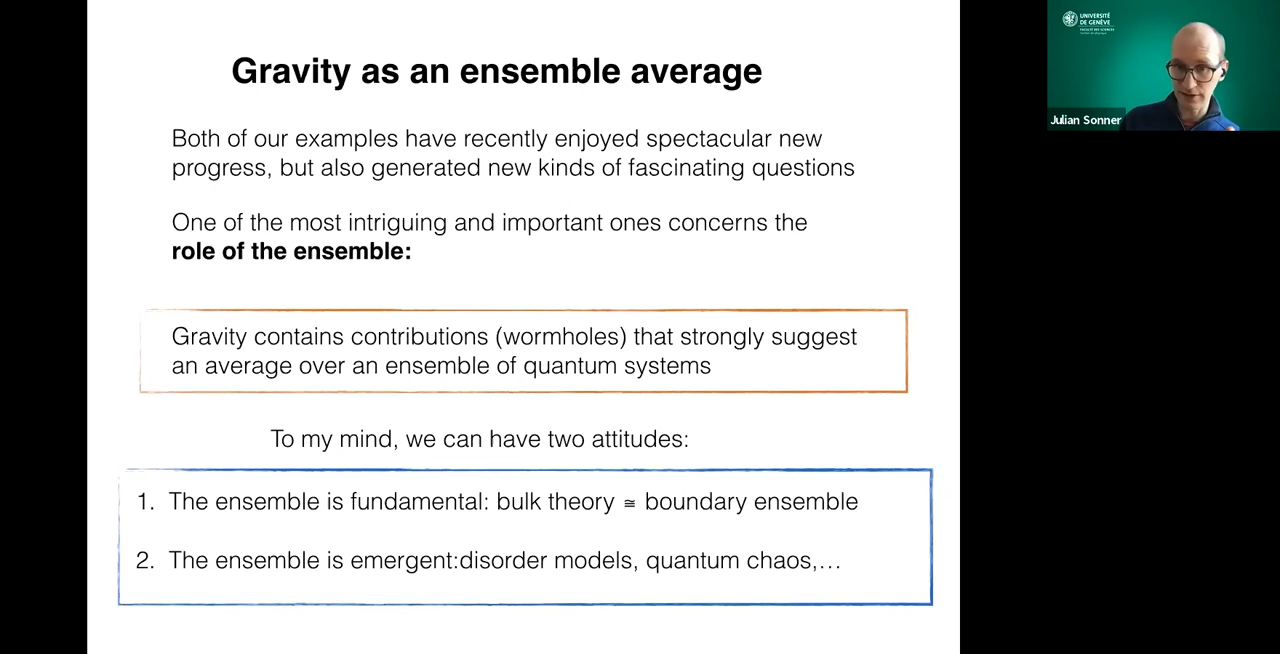 Gravity as an ensemble average
Both of our examples have recently enjoyed spectacular new
progress, but also generated new kinds of fascinating questions
One of the most intriguing and important ones concerns the
role of the ensemble:
Gravity contains contributions (wormholes) that strongly suggest
an average over an ensemble of quantum systems
To my mind, we can have two attitudes:
1. The ensemble is fundamental: bulk theory ≅ boundary ensemble
2. The ensemble is emergent:disorder models, quantum chaos,…
UNIVERSITÉ
DE GENÈVE
FACULTÉ DES SCIENCES
Julian Sonner